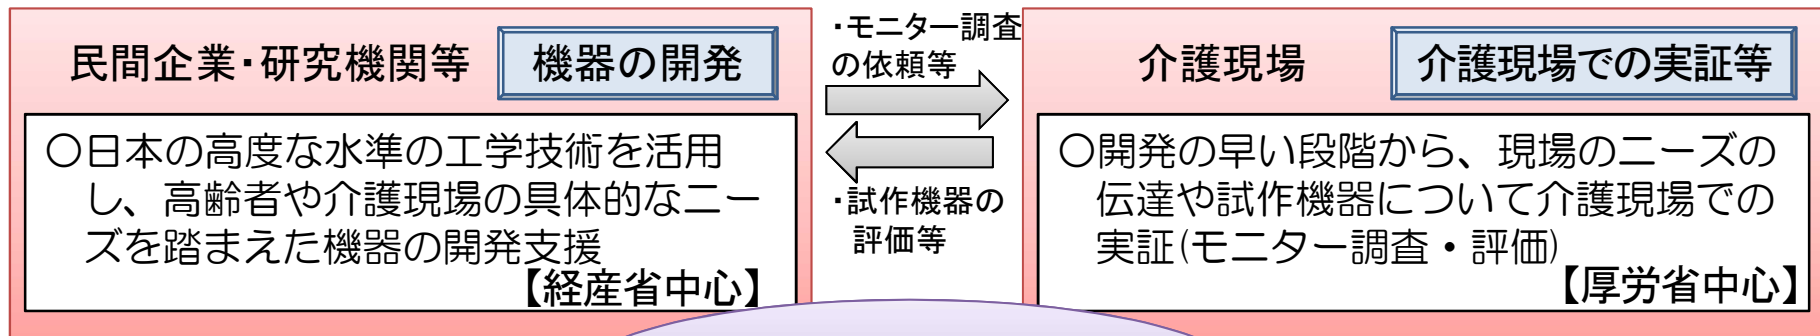 民間企業・研究機関等
機器の開発
〇日本の高度な水準の工学技術を活用
し、高齢者や介護現場の具体的なニー
ズを踏まえた機器の開発支援
【経産省中心】
・モニター調査
の依頼等
・試作機器の
評価等
介護現場
介護現場での実証等
〇開発の早い段階から、現場のニーズの
伝達や試作機器について介護現場での
実証(モニター調査・評価)
【厚労省中心】